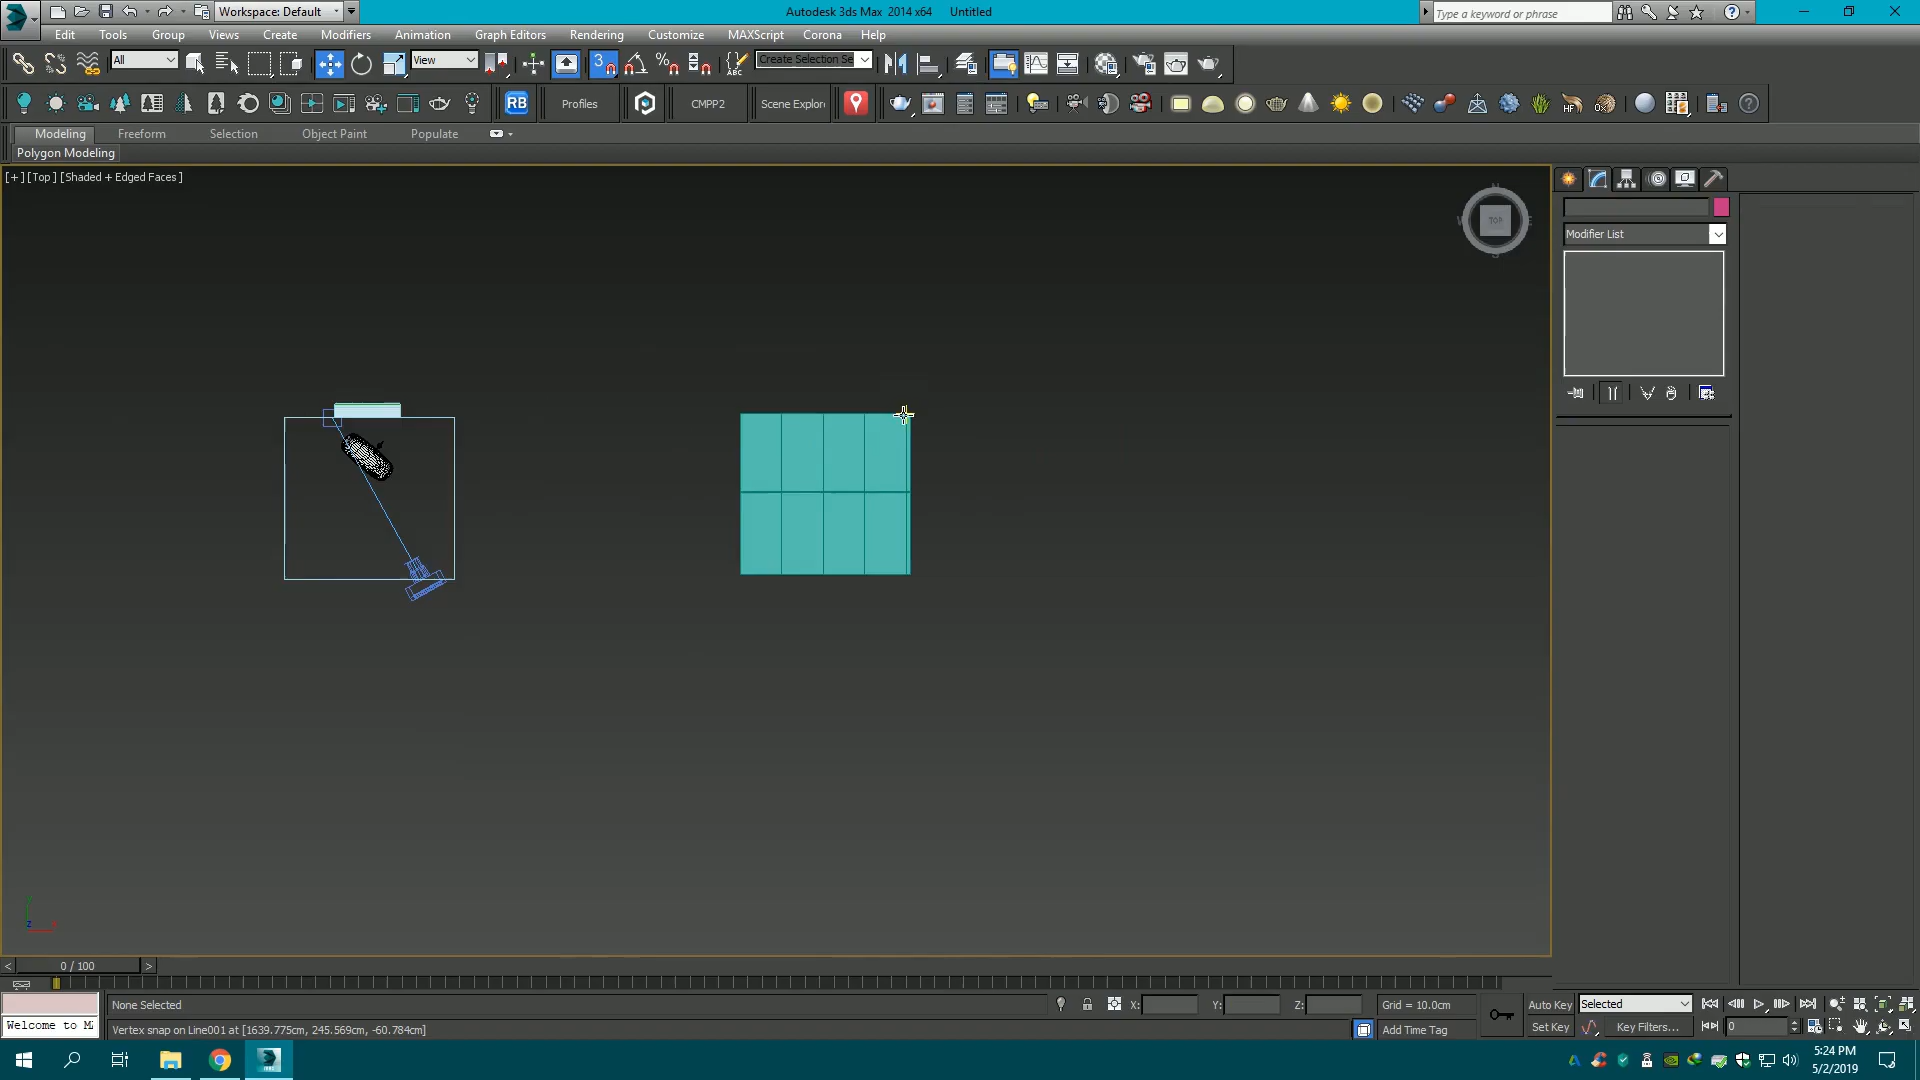 Workspace: Default
Autodesk 3ds Max 2014 x64 Untitled
Type a keyword or phrase
Edit Tools Group Views Create Modifiers Animation Graph Editors Rendering Customize MAXScript Corona Help
All
View
3
ABC
Create Selection Se
RB
Profiles
CMPP2
Scene Explor
HF
Modeling Freeform Selection Object Paint Populate
Polygon Modeling
[+] [Top ] [Shaded + Edged Faces ]
TOP
Modifier List
0 / 100
None Selected
X:
Y:
Z:
Grid = 10.0cm
Auto Key
Selected
Welcome to M
Vertex snap on Line001 at [1639.775cm, 245.569cm, -60.784cm]
Add Time Tag
Set Key
Key Filters...
0
5:24 PM
5/2/2019